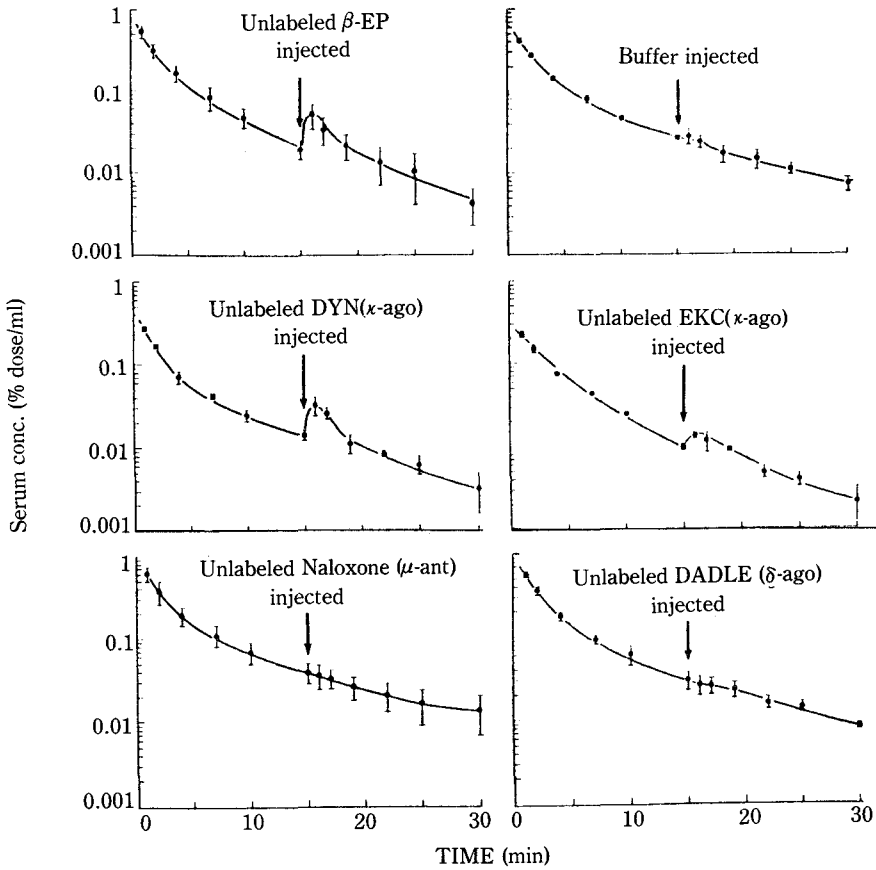 1
0.1
0.01
0.001
Unlabeled β-EP
injected
Buffer injected
Serum conc. (% dose/ml)
1
0.1
0.01
0.001
Unlabeled DYN(κ-ago)
injected
Unlabeled EKC(κ-ago)
injected
1
0.1
0.01
0.001
Unlabeled Naloxone (μ-ant)
injected
Unlabeled DADLE (δ-ago)
injected
0
10
20
30
0
10
20
30
TIME (min)